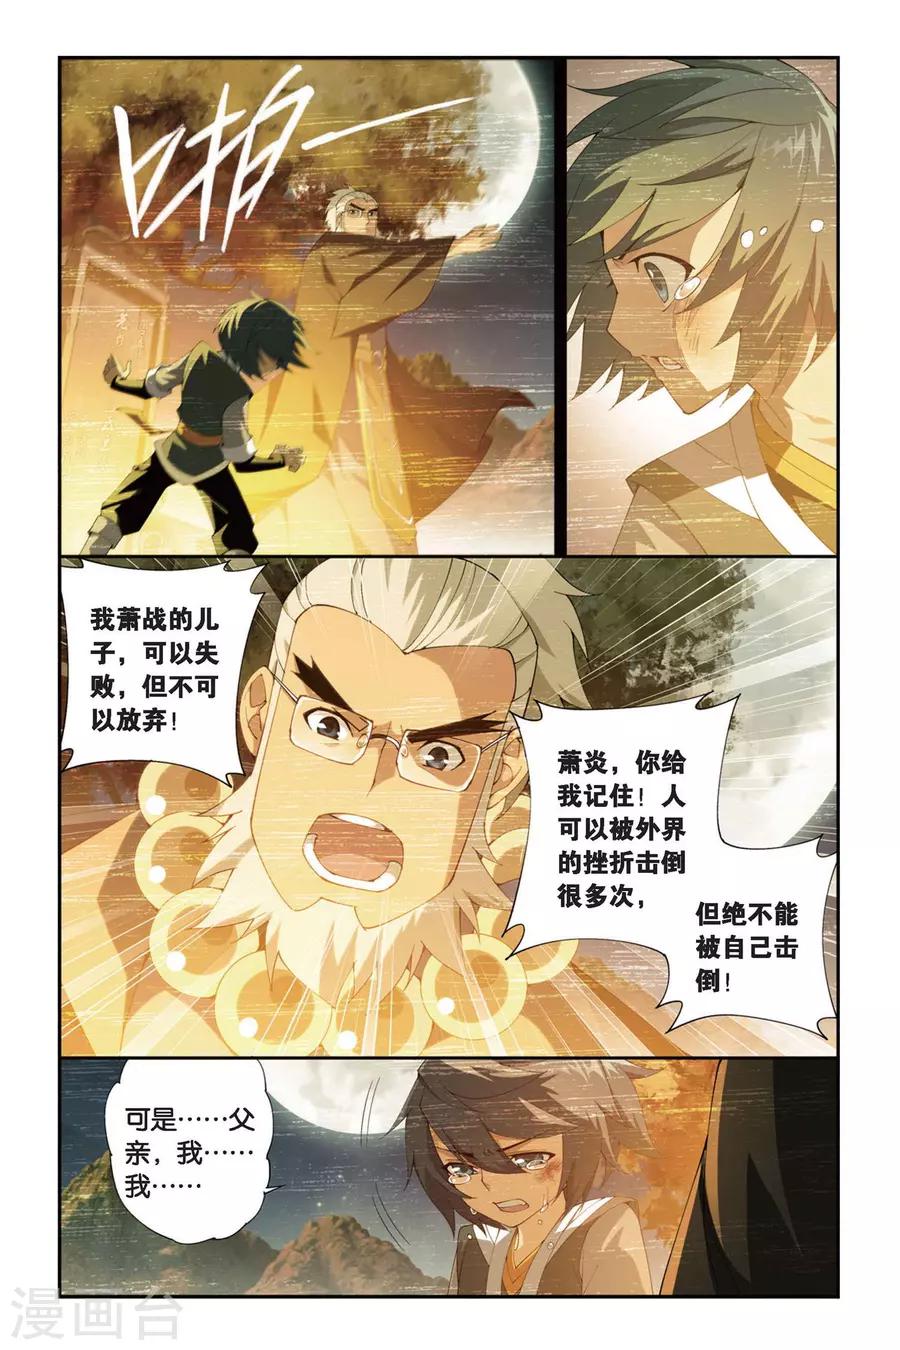 啪一
我萧战的儿
子，可以失
败，但不可
以放弃！
萧炎，你给
我记住！人
可以被外界
的挫折击倒
很多次，
但绝不能
被自己击
倒！
可是……父
亲，我……
我……
漫画台